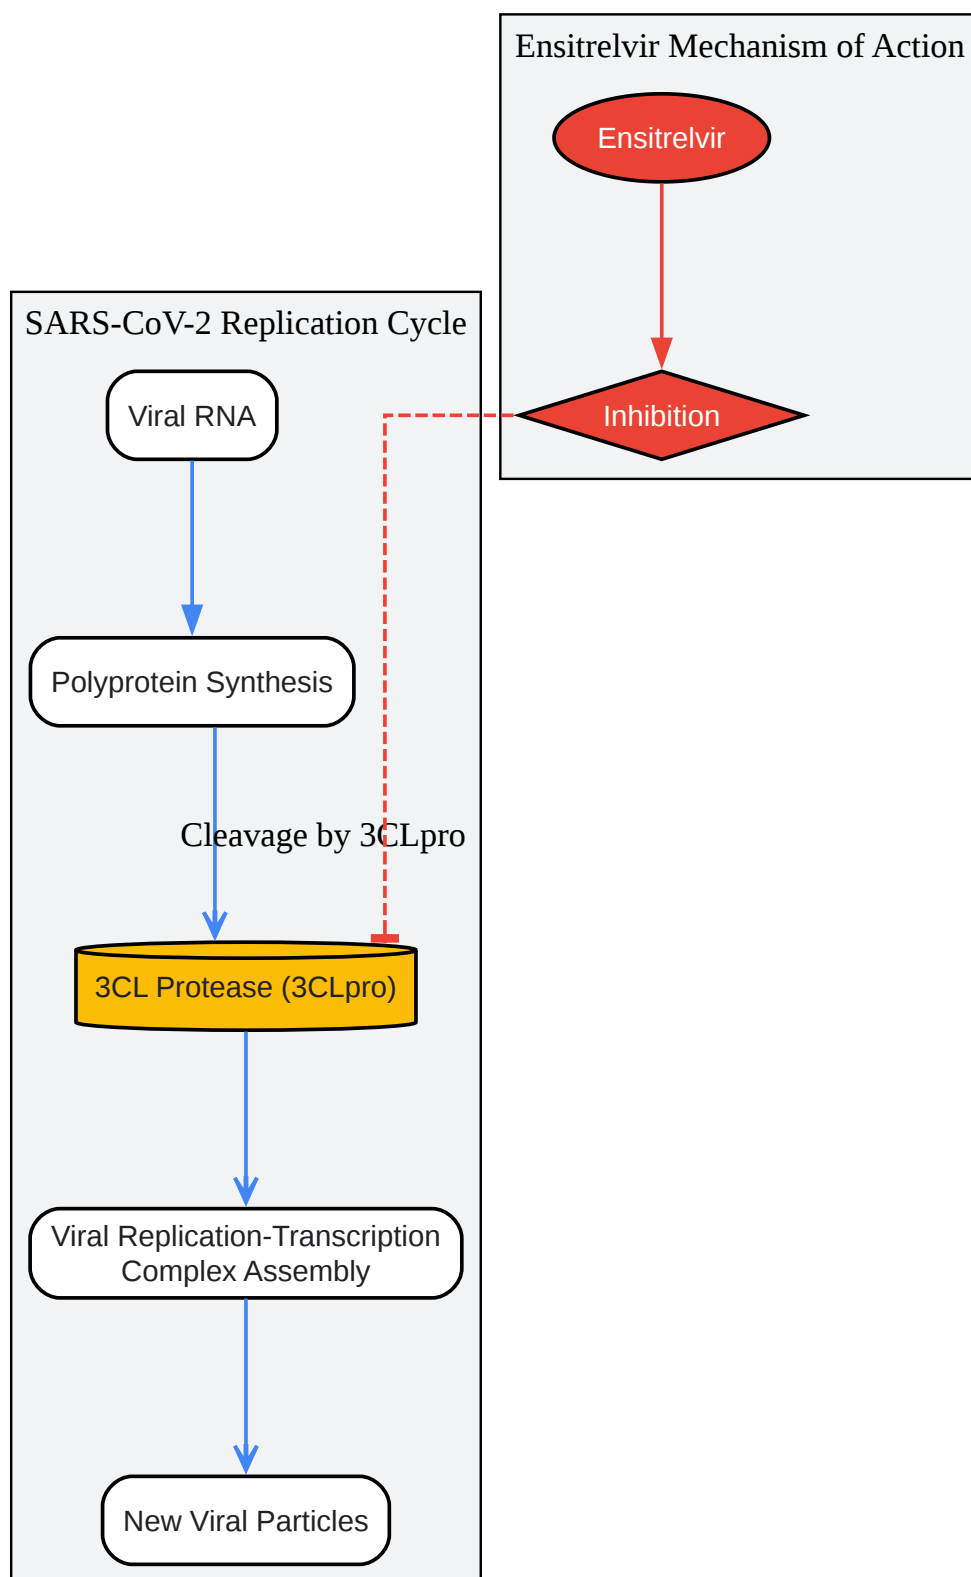 Ensitrelvir Mechanism of Action
Ensitrelvir
Inhibition
SARS-CoV-2 Replication Cycle
Viral RNA
Polyprotein Synthesis
Cleavage by 3CLpro
3CL Protease (3CLpro)
Viral Replication-Transcription
Complex Assembly
New Viral Particles